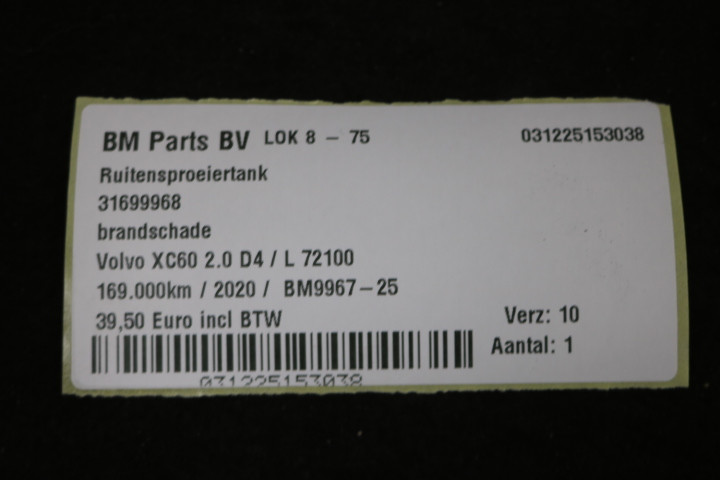 BM Parts BV LOK 8 - 75 031225153038
Ruitensproeiertank
31699968
brandschade
Volvo XC60 2.0 D4 / L 72100
169.000km / 2020 / BM9967-25
39,50 Euro incl BTW Verz: 10
Aantal: 1
031225153038